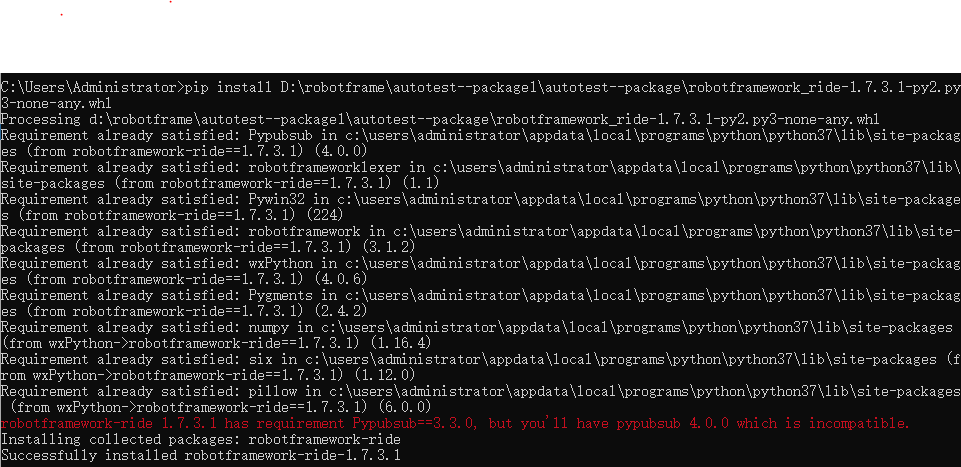 C:\Users\Administrator>pip install D:\robotframe\autotest--package1\autotest--package\robotframework_ride-1.7.3.1-py2.py
3-none-any.whl
Processing d:\robotframe\autotest--package1\autotest--package\robotframework_ride-1.7.3.1-py2.py3-none-any.whl
Requirement already satisfied: Pypubsub in c:\users\administrator\appdata\local\programs\python\python37\lib\site-packag
es (from robotframework-ride==1.7.3.1) (4.0.0)
Requirement already satisfied: robotframeworklexer in c:\users\administrator\appdata\local\programs\python\python37\lib\
site-packages (from robotframework-ride==1.7.3.1) (1.1)
Requirement already satisfied: Pywin32 in c:\users\administrator\appdata\local\programs\python\python37\lib\site-package
s (from robotframework-ride==1.7.3.1) (224)
Requirement already satisfied: robotframework in c:\users\administrator\appdata\local\programs\python\python37\lib\site-
packages (from robotframework-ride==1.7.3.1) (3.1.2)
Requirement already satisfied: wxPython in c:\users\administrator\appdata\local\programs\python\python37\lib\site-packag
es (from robotframework-ride==1.7.3.1) (4.0.6)
Requirement already satisfied: Pygments in c:\users\administrator\appdata\local\programs\python\python37\lib\site-packag
es (from robotframework-ride==1.7.3.1) (2.4.2)
Requirement already satisfied: numpy in c:\users\administrator\appdata\local\programs\python\python37\lib\site-packages
(from wxPython->robotframework-ride==1.7.3.1) (1.16.4)
Requirement already satisfied: six in c:\users\administrator\appdata\local\programs\python\python37\lib\site-packages (f
rom wxPython->robotframework-ride==1.7.3.1) (1.12.0)
Requirement already satisfied: pillow in c:\users\administrator\appdata\local\programs\python\python37\lib\site-packages
 (from wxPython->robotframework-ride==1.7.3.1) (6.0.0)
robotframework-ride 1.7.3.1 has requirement Pypubsub==3.3.0, but you'll have pypubsub 4.0.0 which is incompatible.
Installing collected packages: robotframework-ride
Successfully installed robotframework-ride-1.7.3.1